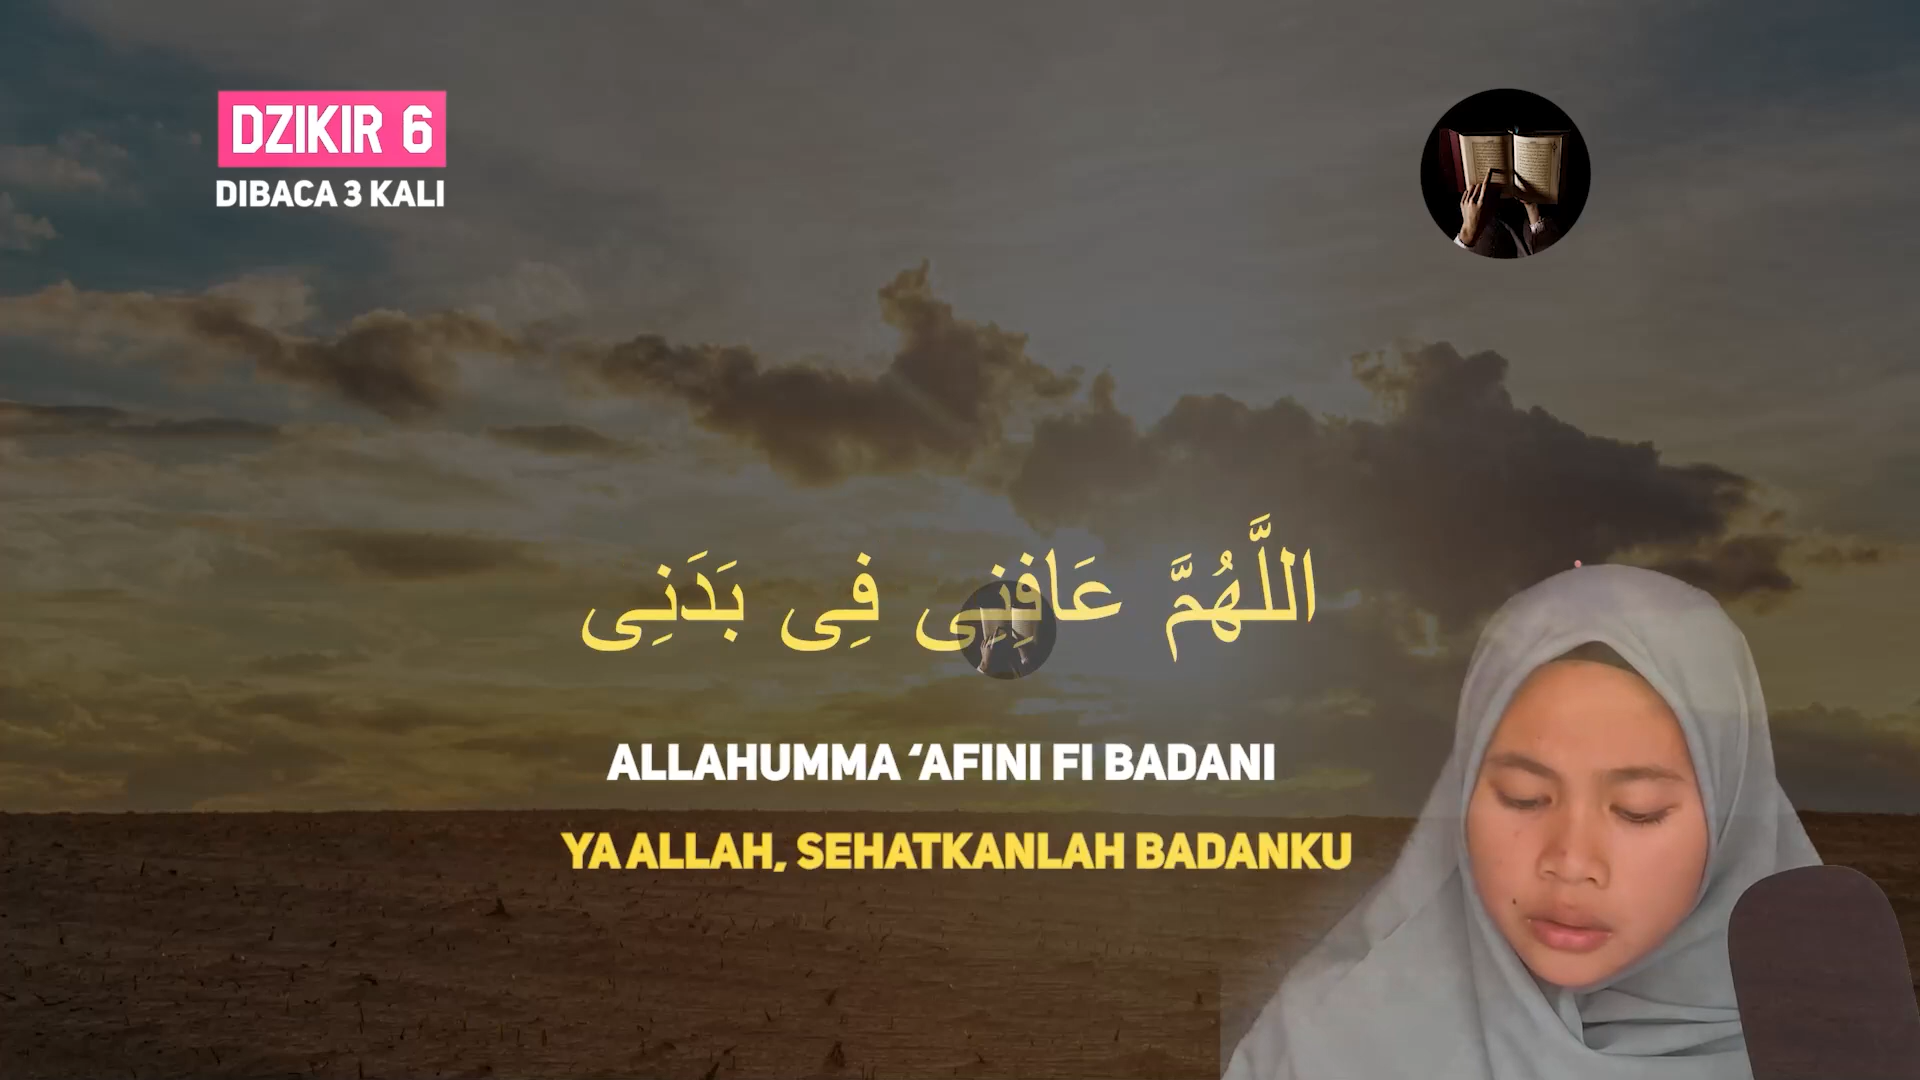 DZIKIR 6
DIBACA 3 KALI
اللَّهُمَّ عَافِنِى فِى بَدَنِى
ALLAHUMMA ‘AFINI FI BADANI
YA ALLAH, SEHATKANLAH BADANKU